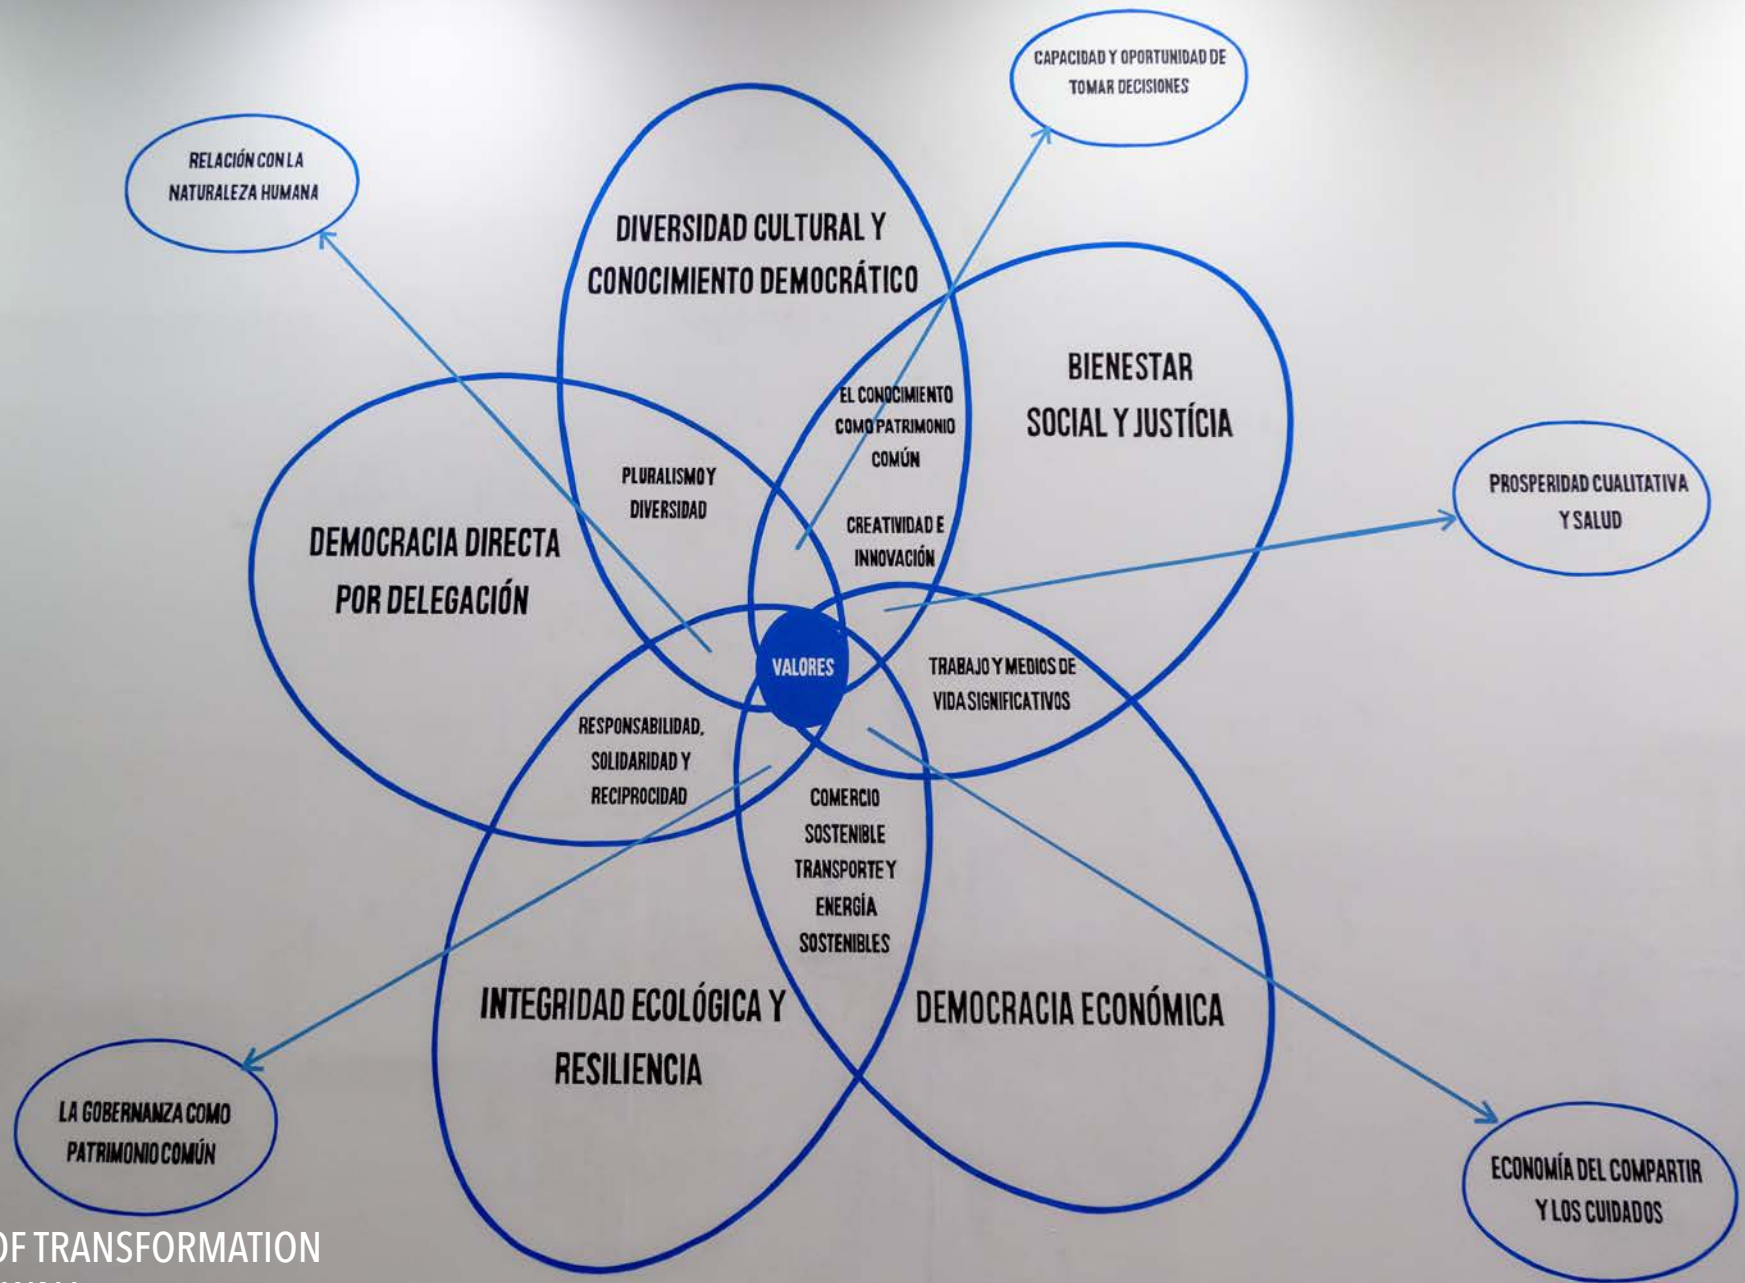 CAPACIDAD Y OPORTUNIDAD DE
TOMAR DECISIONES
RELACIÓN CON LA
NATURALEZA HUMANA
DIVERSIDAD CULTURAL Y
CONOCIMIENTO DEMOCRÁTICO
BIENESTAR
SOCIAL Y JUSTÍCIA
EL CONOCIMIENTO
COMO PATRIMONIO
COMÚN
PLURALISMO Y
DIVERSIDAD
CREATIVIDAD E
INNOVACIÓN
PROSPERIDAD CUALITATIVA
Y SALUD
DEMOCRACIA DIRECTA
POR DELEGACIÓN
VALORES
TRABAJO Y MEDIOS DE
VIDA SIGNIFICATIVOS
RESPONSABILIDAD,
SOLIDARIDAD Y
RECIPROCIDAD
COMERCIO
SOSTENIBLE
TRANSPORTE Y
ENERGÍA
SOSTENIBLES
INTEGRIDAD ECOLÓGICA Y
RESILIENCIA
DEMOCRACIA ECONÓMICA
LA GOBERNANZA COMO
PATRIMONIO COMÚN
ECONOMÍA DEL COMPARTIR
Y LOS CUIDADOS
OF TRANSFORMATION